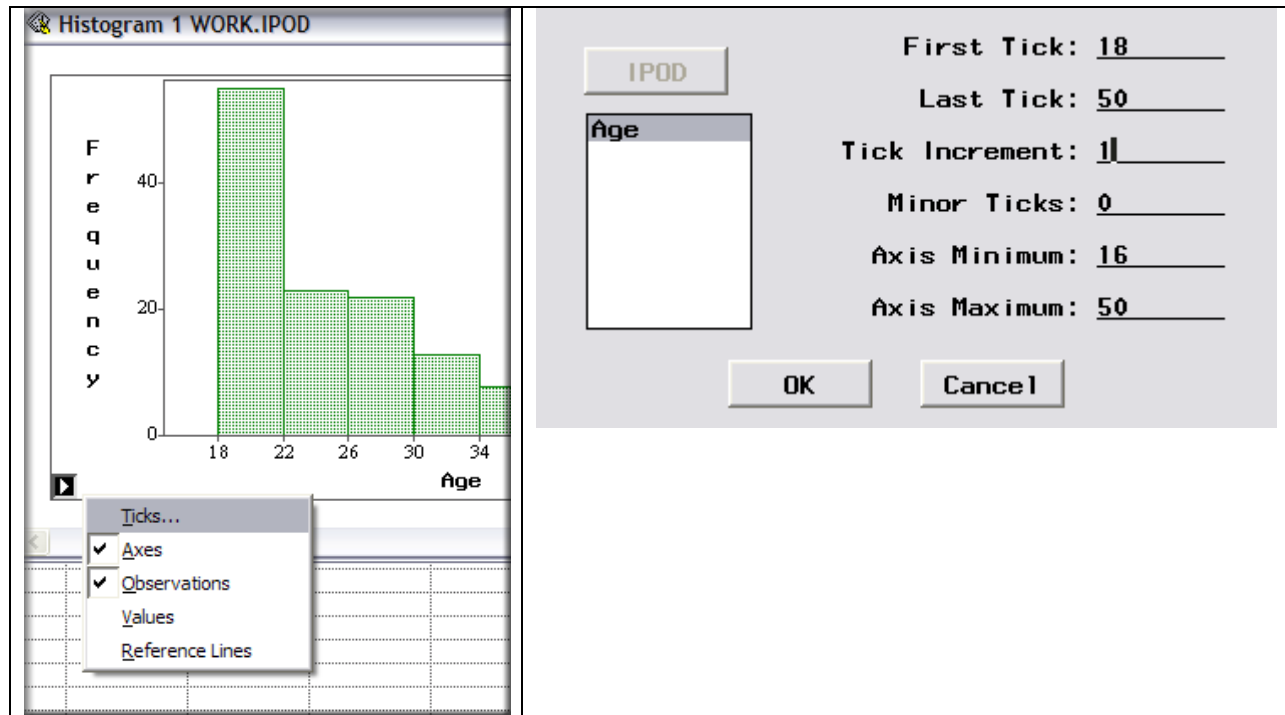 Histogram 1 WORK.IPOD
Frequency
40
20
0
18 22 26 30 34
Age
Ticks...
Axes
Observations
Values
Reference Lines
IPOD
Age
First Tick: 18
Last Tick: 50
Tick Increment: 1
Minor Ticks: 0
Axis Minimum: 16
Axis Maximum: 50
OK Cancel